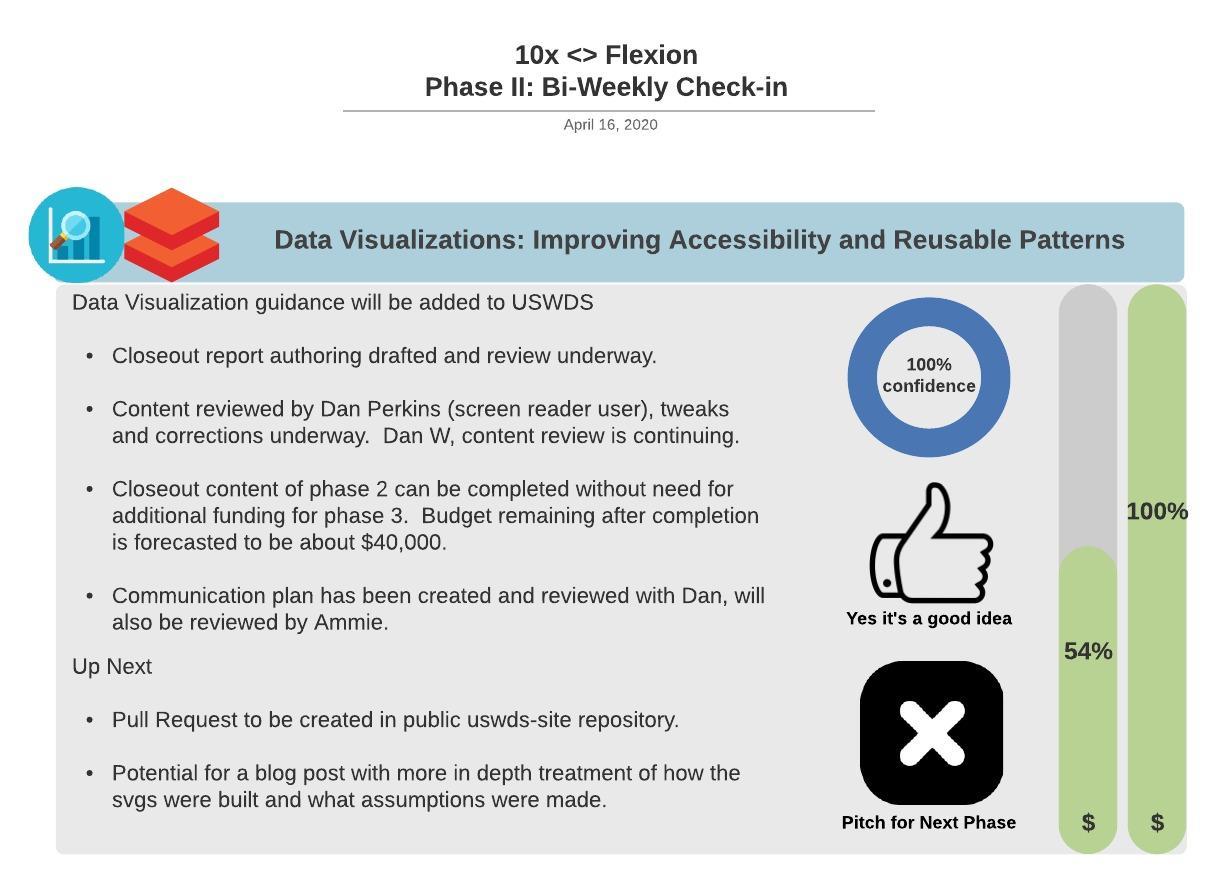 10x <> Flexion
Phase II: Bi-Weekly Check-in
April 16, 2020
Data Visualizations: Improving Accessibility and Reusable Patterns
Data Visualization guidance will be added to USWDS
• Closeout report authoring drafted and review underway.
• Content reviewed by Dan Perkins (screen reader user), tweaks
and corrections underway.  Dan W, content review is continuing.
• Closeout content of phase 2 can be completed without need for
additional funding for phase 3.  Budget remaining after completion
is forecasted to be about $40,000.
• Communication plan has been created and reviewed with Dan, will
also be reviewed by Ammie.
Up Next
• Pull Request to be created in public uswds-site repository.
• Potential for a blog post with more in depth treatment of how the
svgs were built and what assumptions were made.
100%
confidence
Yes it's a good idea
Pitch for Next Phase
54%
$
100%
$